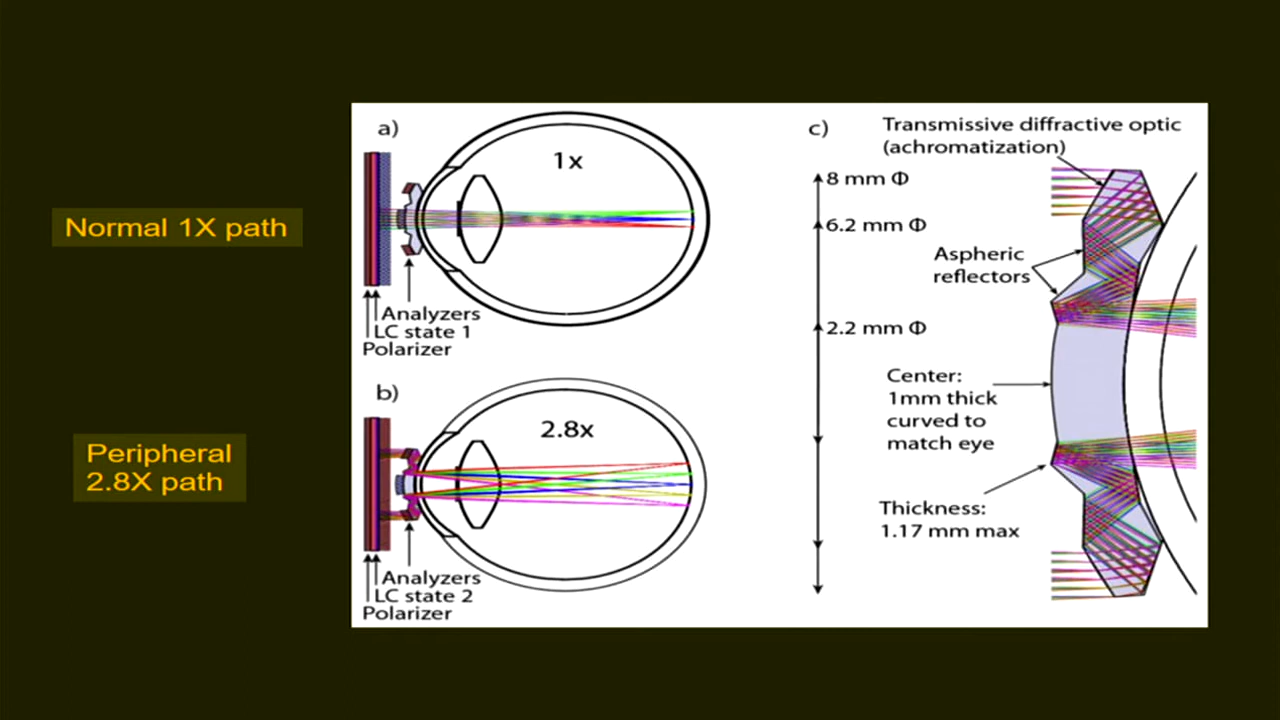 Normal 1X path
Peripheral
2.8X path
a)
1x
Analyzers
LC state 1
Polarizer
b)
2.8x
Analyzers
LC state 2
Polarizer
c)
Transmissive diffractive optic
(achromatization)
8 mm Φ
6.2 mm Φ
Aspheric
reflectors
2.2 mm Φ
Center:
1mm thick
curved to
match eye
Thickness:
1.17 mm max